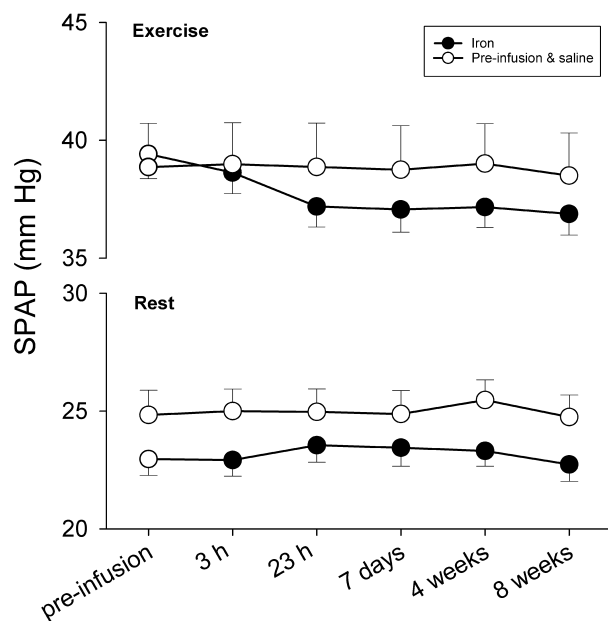 45
Exercise
Iron
Pre-infusion & saline
40
35
SPAP (mm Hg)
30
Rest
25
20
pre-infusion
3 h
23 h
7 days
4 weeks
8 weeks